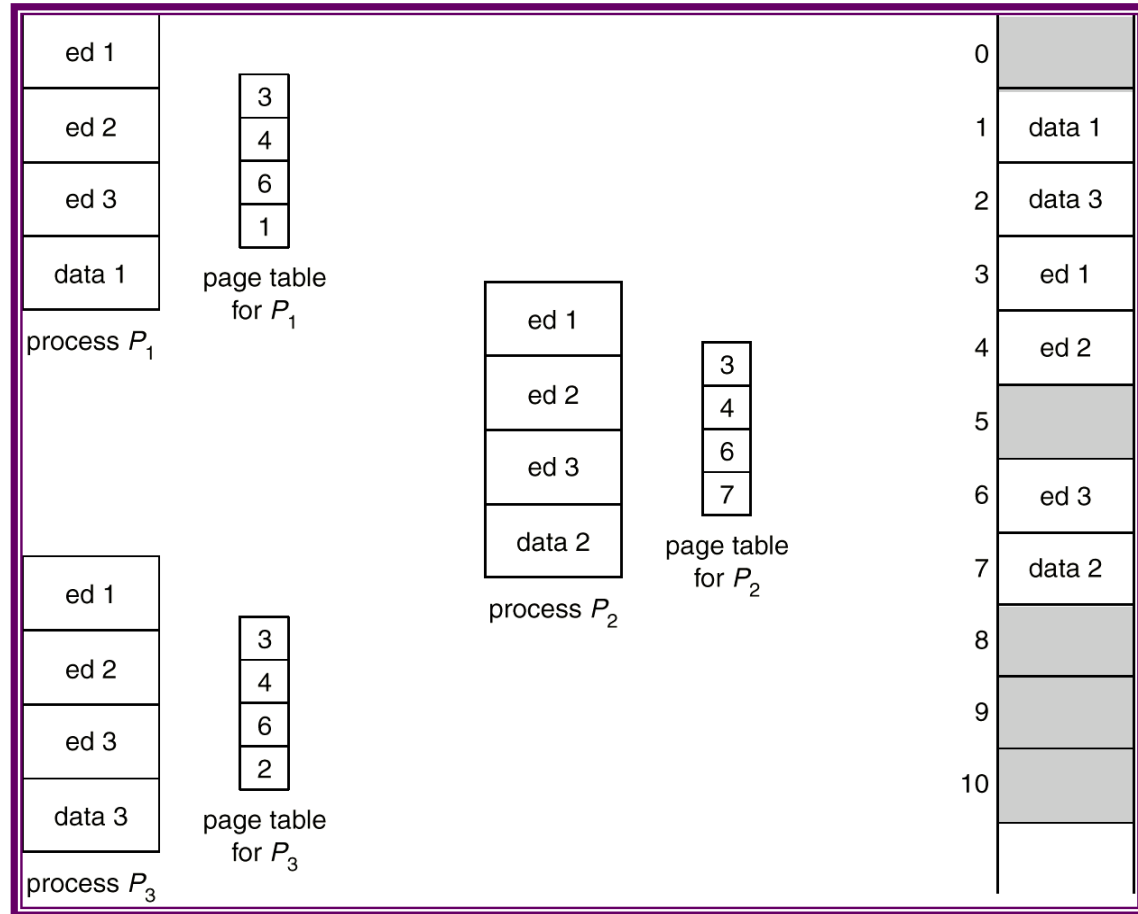 ed 1
ed 2
ed 3
data 1
process P1
3
4
6
1
page table
for P1
ed 1
ed 2
ed 3
data 2
process P2
3
4
6
7
page table
for P2
ed 1
ed 2
ed 3
data 3
process P3
3
4
6
2
page table
for P3
0
1 data 1
2 data 3
3 ed 1
4 ed 2
5
6 ed 3
7 data 2
8
9
10